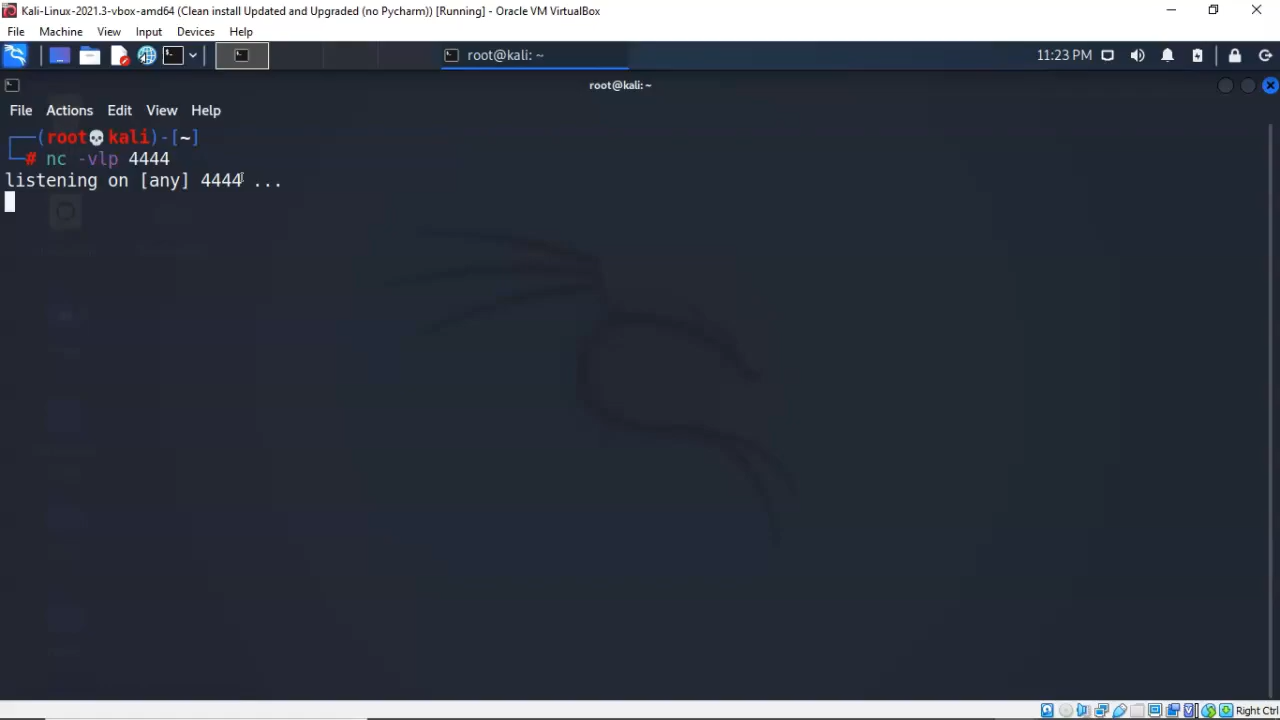 Kali-Linux-2021.3-vbox-amd64 (Clean install Updated and Upgraded (no Pycharm)) [Running] - Oracle VM VirtualBox
File Machine View Input Devices Help
root@kali: ~ 11:23 PM
root@kali: ~
File Actions Edit View Help
┌──(root💀kali)-[~]
└─# nc -vlp 4444
listening on [any] 4444 ...
Right Ctrl